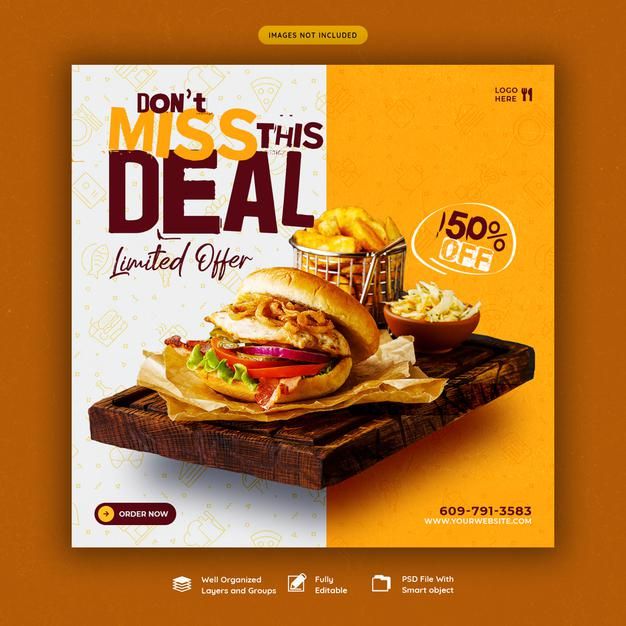 IMAGES NOT INCLUDED
DON't
MISS THIS
DEAL
Limited Offer
LOGO
HERE
50%
OFF
ORDER NOW
609-791-3583
WWW.YOURWEBSITE.COM
Well Organized
Layers and Groups
Fully
Editable
PSD File With
Smart object